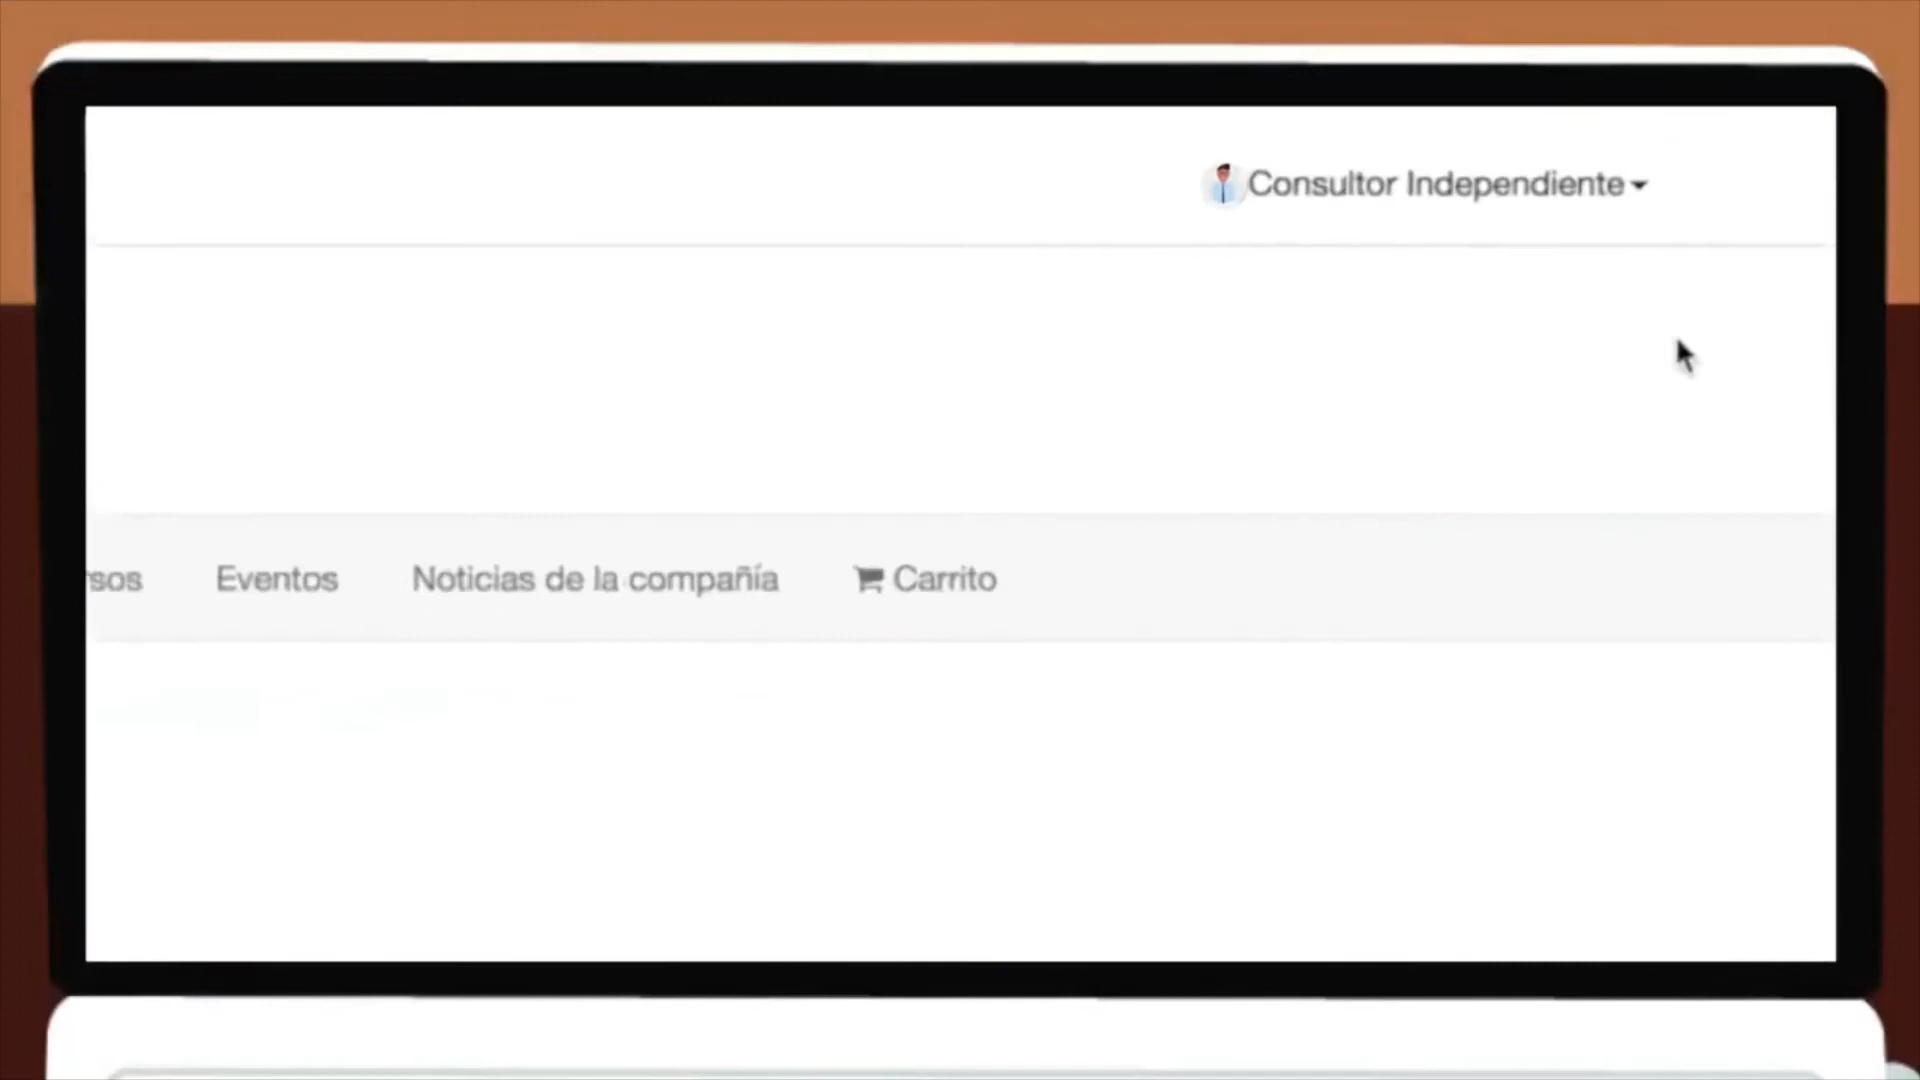 Consultor Independiente
Eventos Noticias de la compañía Carrito